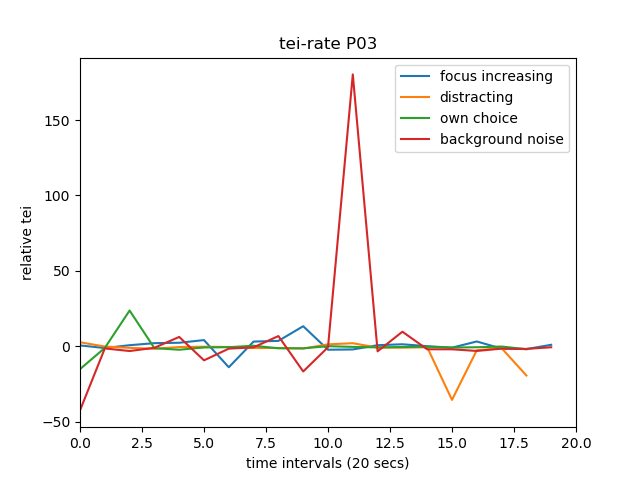 tei-rate P03
focus increasing
distracting
own choice
background noise
relative tei
150
100
50
0
−50
0.0 2.5 5.0 7.5 10.0 12.5 15.0 17.5 20.0
time intervals (20 secs)